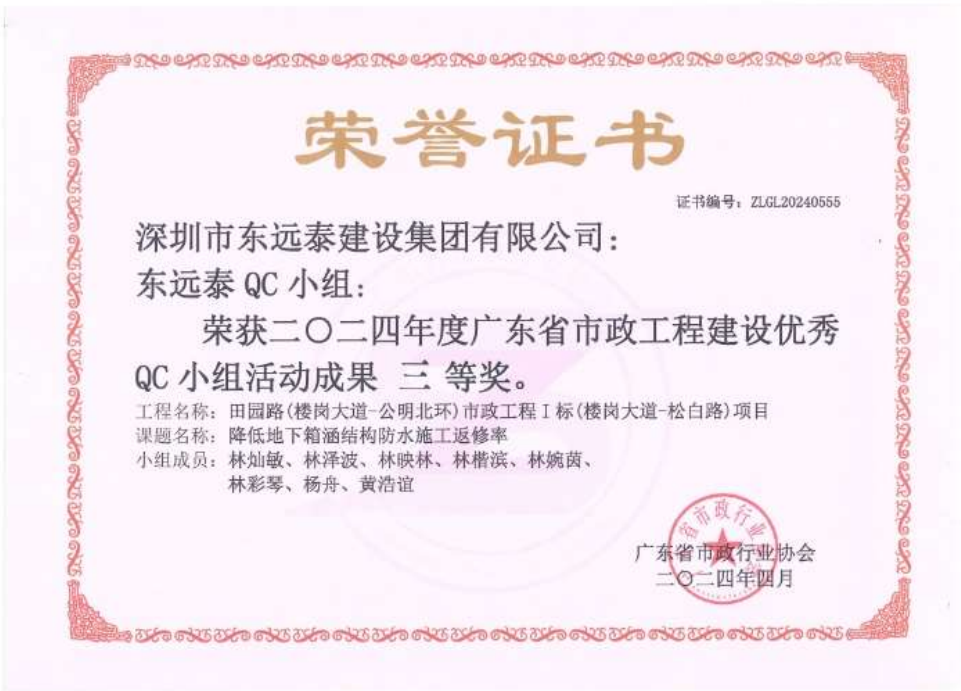 荣誉证书
证书编号：ZLGL20240555
深圳市东远泰建设集团有限公司：
东远泰 QC 小组：
荣获二〇二四年度广东省市政工程建设优秀
QC 小组活动成果 三 等奖。
工程名称：田园路(楼岗大道-公明北环)市政工程 I 标(楼岗大道-松白路)项目
课题名称：降低地下箱涵结构防水施工返修率
小组成员：林灿敏、林泽波、林映林、林楷滨、林婉茵、
林彩琴、杨舟、黄浩谊
省市政行业
广东省市政行业协会
二〇二四年四月